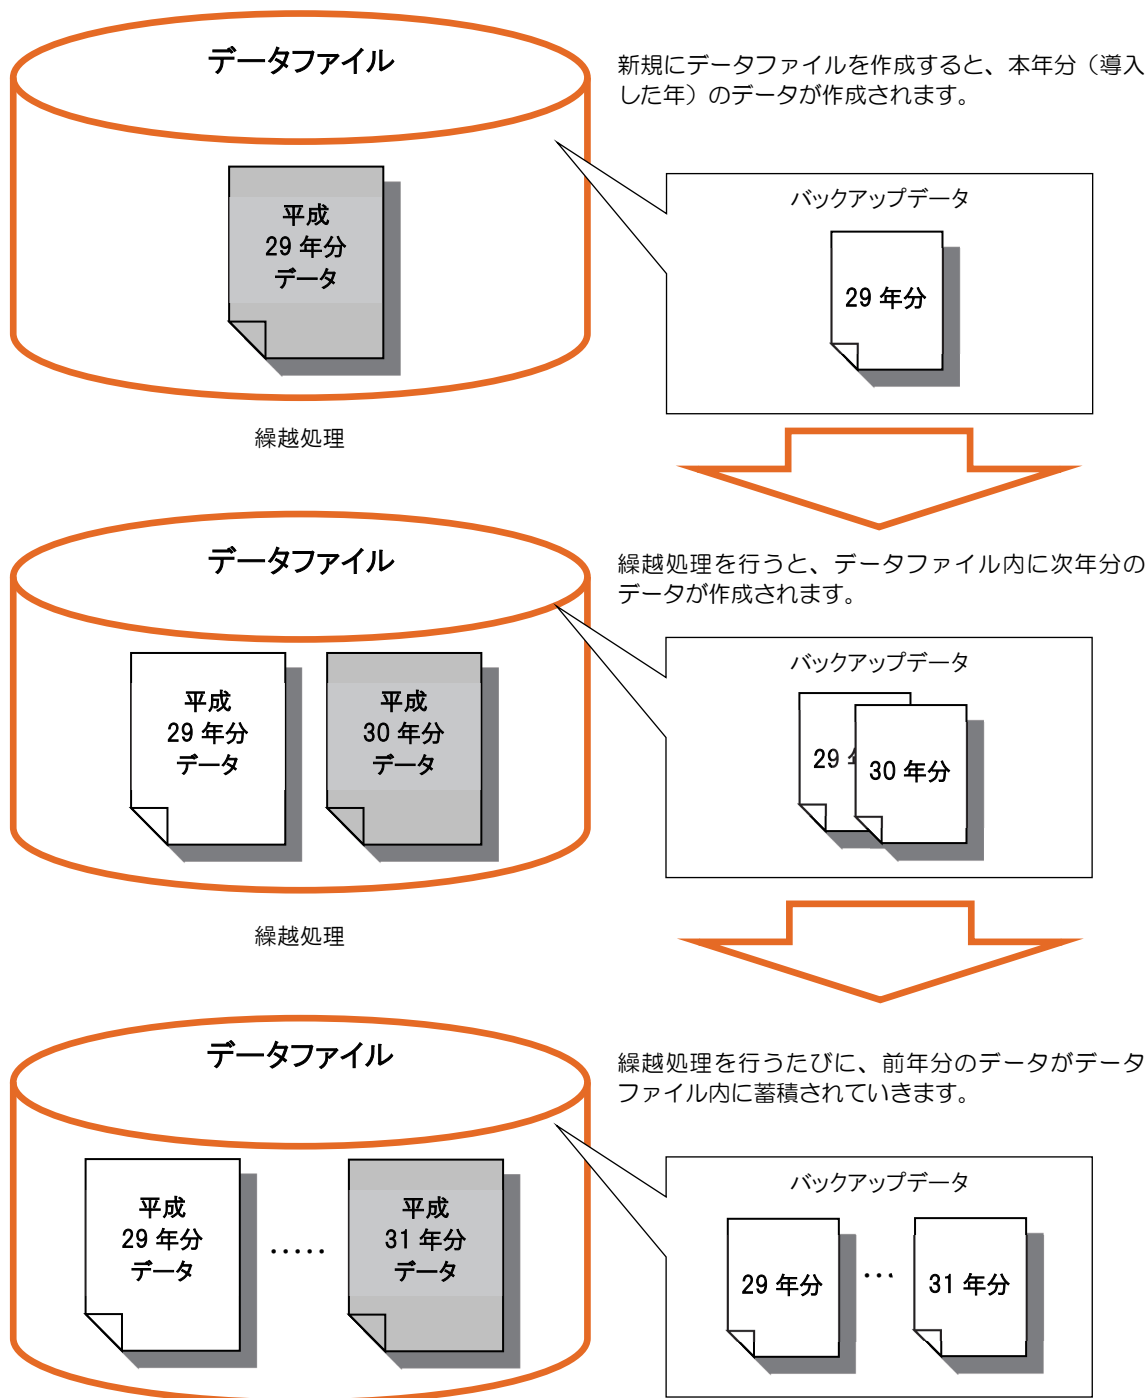 データファイル
新規にデータファイルを作成すると、本年分（導入
した年）のデータが作成されます。
平成
29 年分
データ
バックアップデータ
29 年分
繰越処理
データファイル
繰越処理を行うと、データファイル内に次年分の
データが作成されます。
平成
29 年分
データ
平成
30 年分
データ
バックアップデータ
29
30 年分
繰越処理
データファイル
繰越処理を行うたびに、前年分のデータがデータ
ファイル内に蓄積されていきます。
平成
29 年分
データ
‥‥‥
平成
31 年分
データ
バックアップデータ
29 年分
…
31 年分